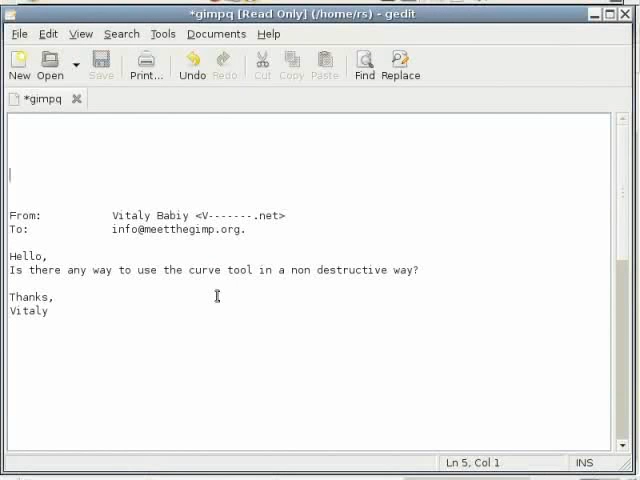 *gimpq [Read Only] (/home/rs) - gedit
File Edit View Search Tools Documents Help
New Open Save Print... Undo Redo Cut Copy Paste Find Replace
*gimpq
From: Vitaly Babiy <V-------.net>
To: info@meetthegimp.org.
Hello,
Is there any way to use the curve tool in a non destructive way?
Thanks,
Vitaly
Ln 5, Col 1 INS